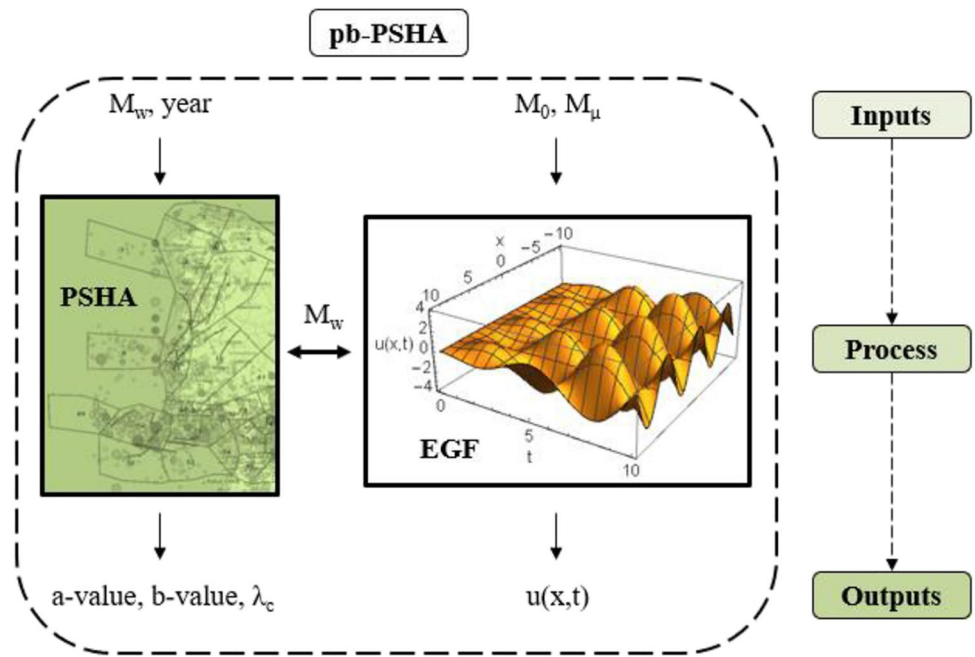 pb-PSHA
M_w, year
M_0, M_μ
Inputs
PSHA
M_w
x
-10
-5
0
5
10
4
2
0
-2
-4
u(x,t)
0
5
10
t
EGF
Process
a-value, b-value, λ_c
u(x,t)
Outputs